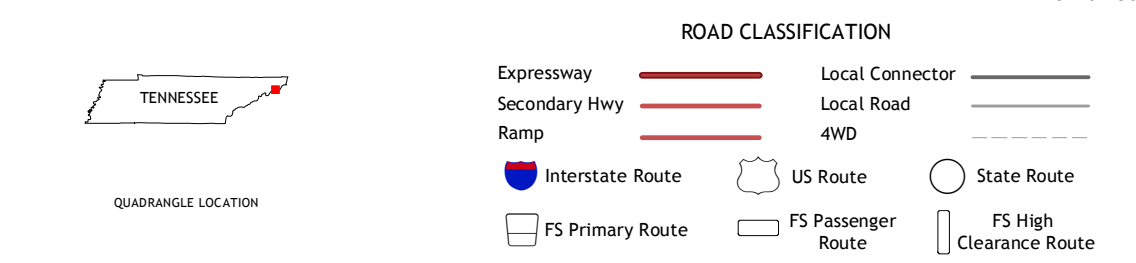 ROAD CLASSIFICATION
TENNESSEE
QUADRANGLE LOCATION
Expressway
Local Connector
Secondary Hwy
Local Road
Ramp
4WD
Interstate Route
US Route
State Route
FS Primary Route
FS Passenger
Route
FS High
Clearance Route